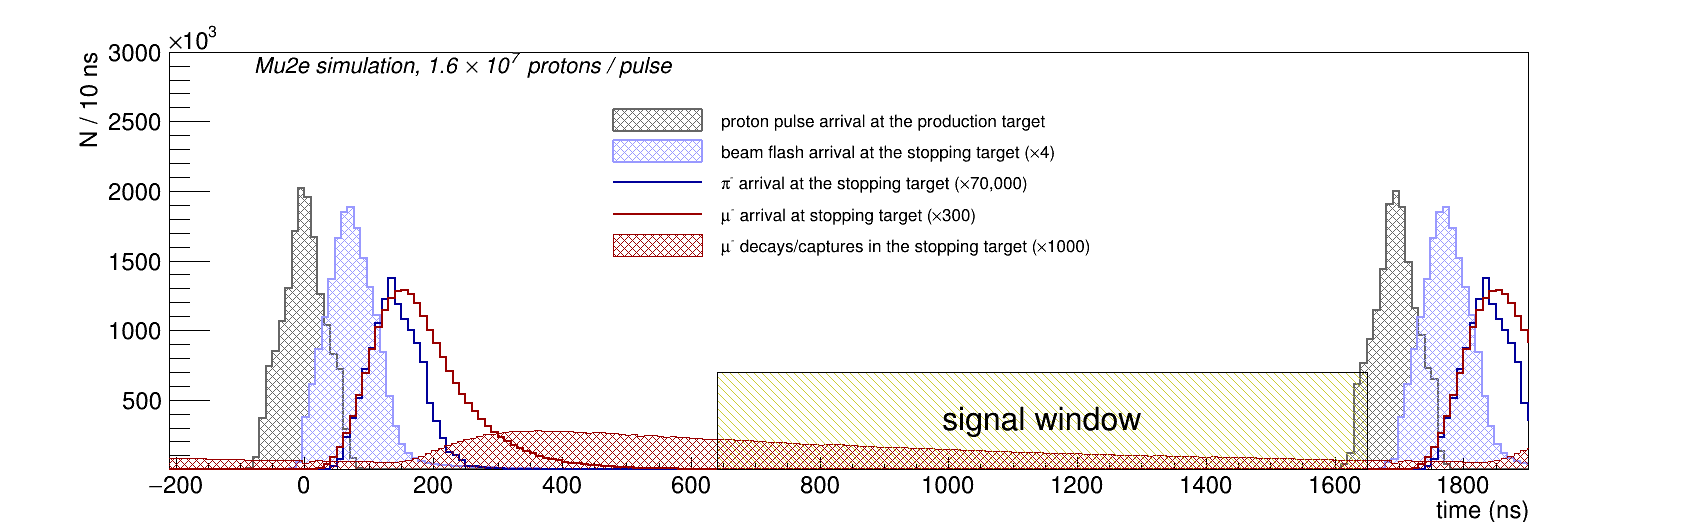 ×10³
3000
Mu2e simulation, 1.6 × 10⁷ protons / pulse
N / 10 ns
2500
2000
1500
1000
500
proton pulse arrival at the production target
beam flash arrival at the stopping target (×4)
π⁻ arrival at the stopping target (×70,000)
μ⁻ arrival at stopping target (×300)
μ⁻ decays/captures in the stopping target (×1000)
signal window
−200 0 200 400 600 800 1000 1200 1400 1600 1800
time (ns)